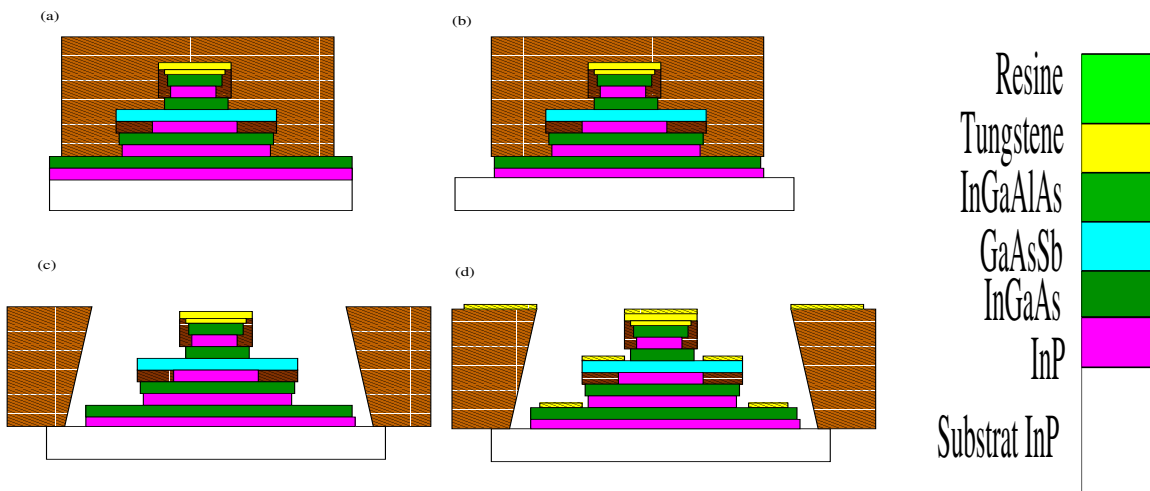 (a)
(b)
(c)
(d)
Resine
Tungstene
InGaAlAs
GaAsSb
InGaAs
InP
Substrat InP